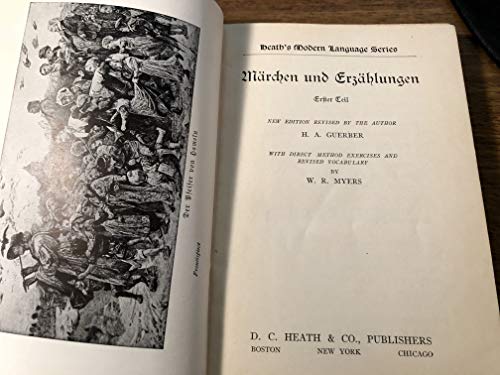 Der Pfeifer von Hameln
Frontispiece
Heath's Modern Language Series
Märchen und Erzählungen
Erster Teil
NEW EDITION REVISED BY THE AUTHOR
H. A. GUERBER
WITH DIRECT METHOD EXERCISES AND
REVISED VOCABULARY
BY
W. R. MYERS
D. C. HEATH & CO., PUBLISHERS
BOSTON NEW YORK CHICAGO